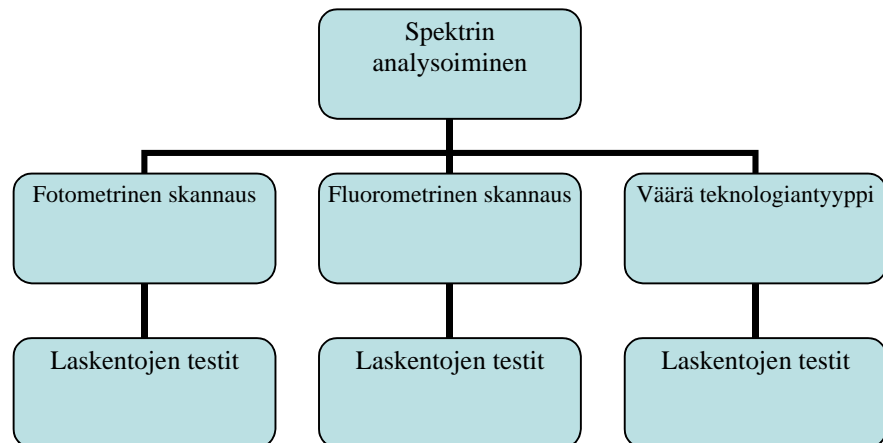 Spektrin
analysoiminen
Fotometrinen skannaus
Fluorometrinen skannaus
Väärä teknologiantyyppi
Laskentojen testit
Laskentojen testit
Laskentojen testit